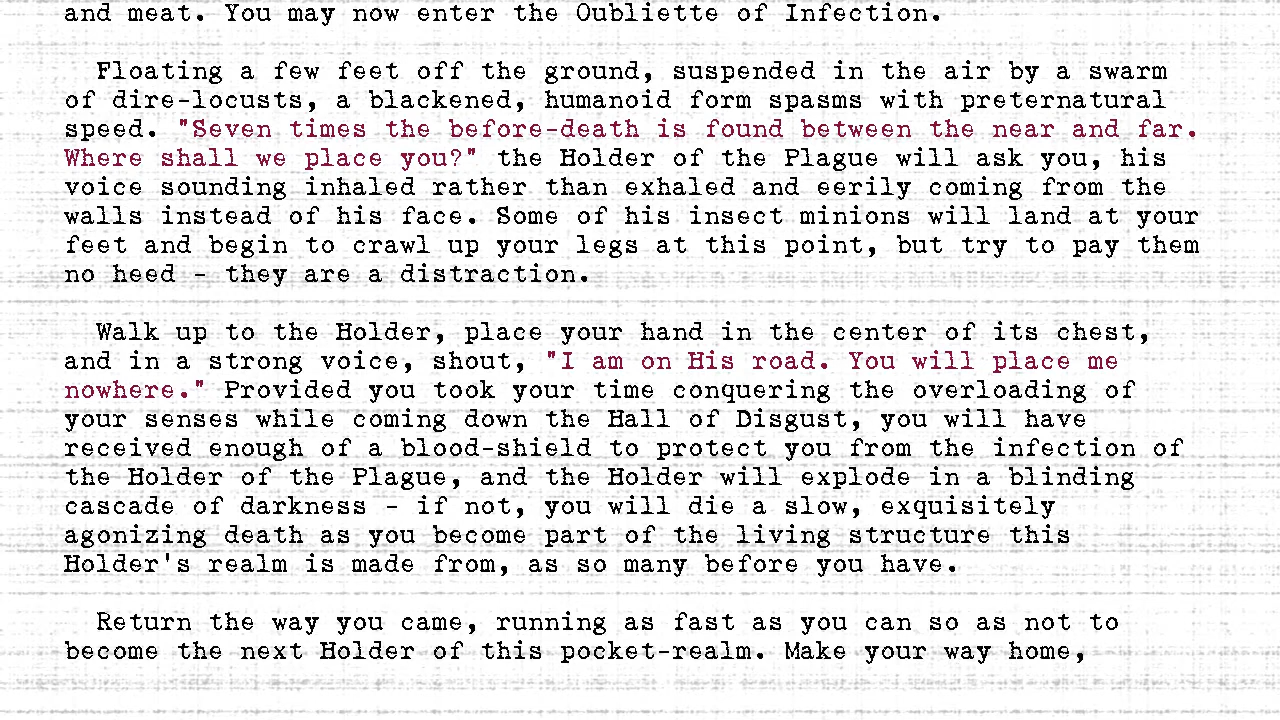 and meat. You may now enter the Oubliette of Infection.
Floating a few feet off the ground, suspended in the air by a swarm
of dire-locusts, a blackened, humanoid form spasms with preternatural
speed. "Seven times the before-death is found between the near and far.
Where shall we place you?" the Holder of the Plague will ask you, his
voice sounding inhaled rather than exhaled and eerily coming from the
walls instead of his face. Some of his insect minions will land at your
feet and begin to crawl up your legs at this point, but try to pay them
no heed - they are a distraction.
Walk up to the Holder, place your hand in the center of its chest,
and in a strong voice, shout, "I am on His road. You will place me
nowhere." Provided you took your time conquering the overloading of
your senses while coming down the Hall of Disgust, you will have
received enough of a blood-shield to protect you from the infection of
the Holder of the Plague, and the Holder will explode in a blinding
cascade of darkness - if not, you will die a slow, exquisitely
agonizing death as you become part of the living structure this
Holder's realm is made from, as so many before you have.
Return the way you came, running as fast as you can so as not to
become the next Holder of this pocket-realm. Make your way home,